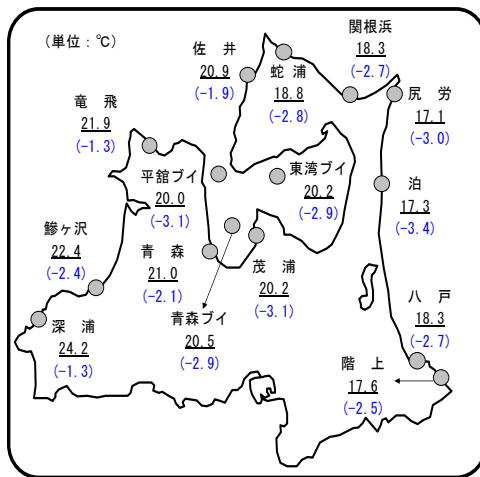 （単位：℃）
関根浜
18.3
(-2.7)
佐井
20.9
(-1.9)
蛇浦
18.8
(-2.8)
尻労
17.1
(-3.0)
竜飛
21.9
(-1.3)
平舘ブイ
20.0
(-3.1)
東湾ブイ
20.2
(-2.9)
泊
17.3
(-3.4)
鰺ヶ沢
22.4
(-2.4)
青森
21.0
(-2.1)
茂浦
20.2
(-3.1)
青森ブイ
20.5
(-2.9)
八戸
18.3
(-2.7)
深浦
24.2
(-1.3)
階上
17.6
(-2.5)